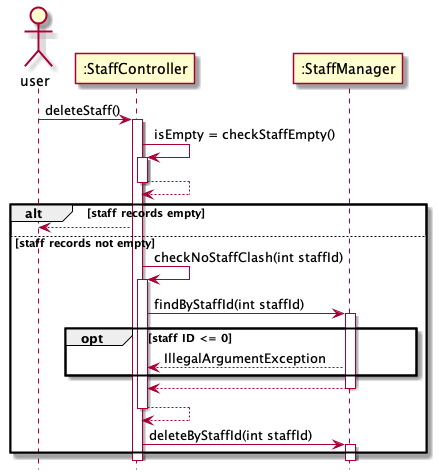 user
:StaffController
:StaffManager
deleteStaff()
isEmpty = checkStaffEmpty()
alt
[staff records empty]
[staff records not empty]
checkNoStaffClash(int staffId)
findByStaffId(int staffId)
opt
[staff ID <= 0]
IllegalArgumentException
deleteByStaffId(int staffId)